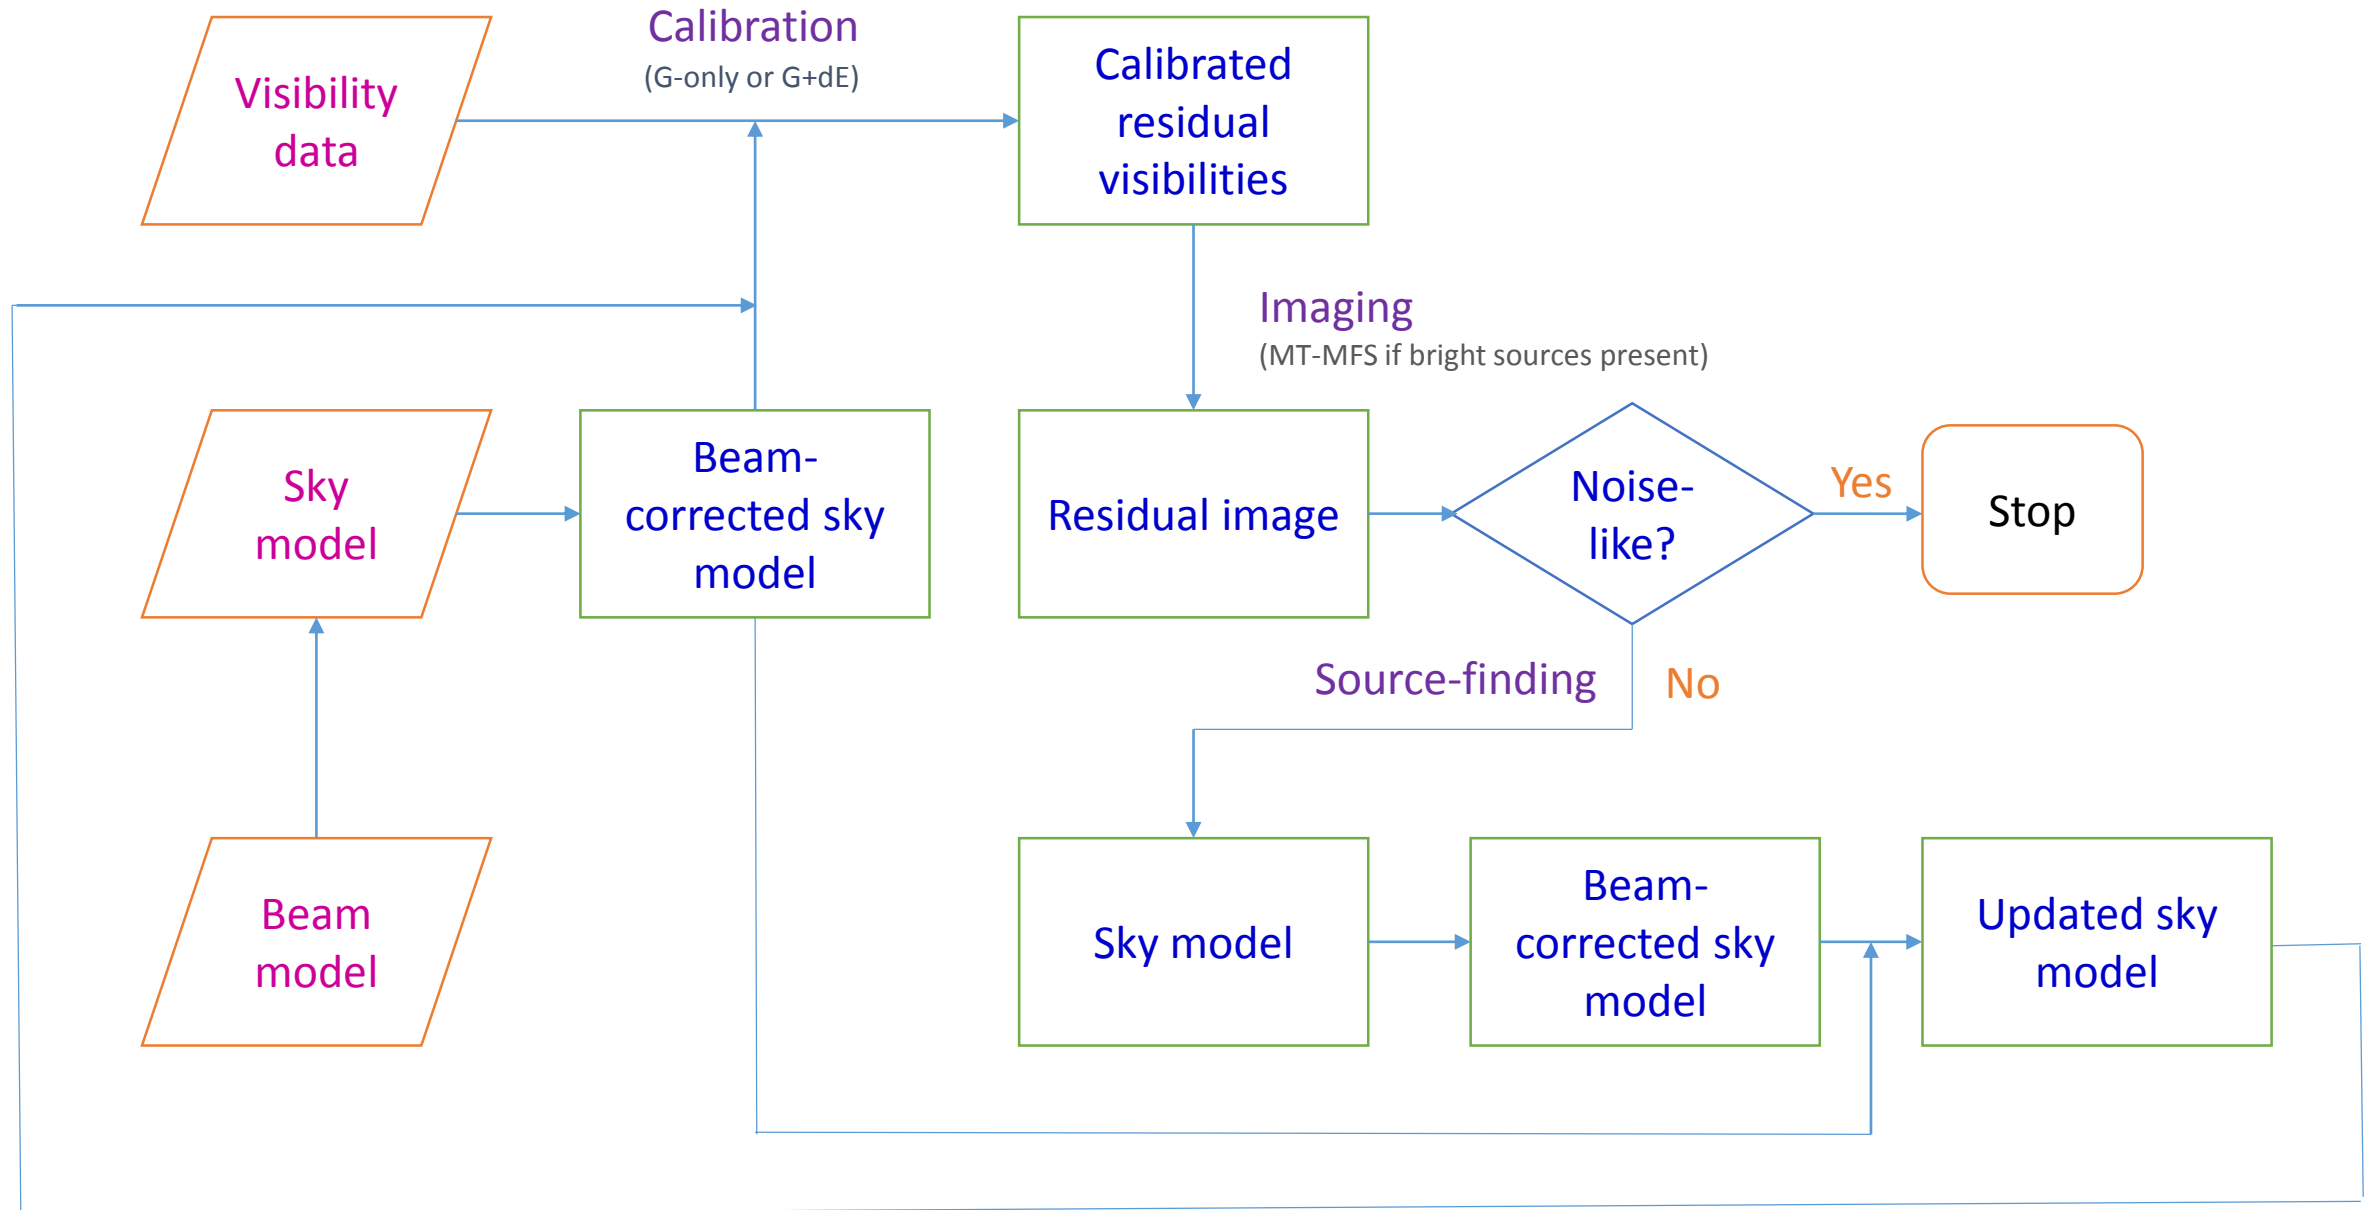 Visibility
data
Calibration
(G-only or G+dE)
Calibrated
residual
visibilities
Imaging
(MT-MFS if bright sources present)
Sky
model
Beam-
corrected sky
model
Residual image
Noise-
like?
Yes
Stop
Source-finding
No
Beam
model
Sky model
Beam-
corrected sky
model
Updated sky
model